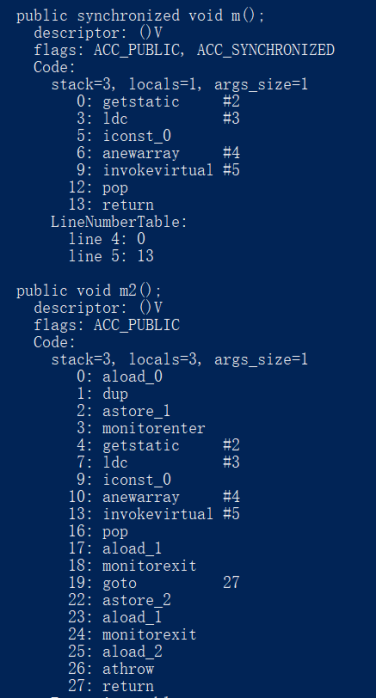 public synchronized void m();
descriptor: ()V
flags: ACC_PUBLIC, ACC_SYNCHRONIZED
Code:
stack=3, locals=1, args_size=1
0: getstatic #2
3: ldc #3
5: iconst_0
6: anewarray #4
9: invokevirtual #5
12: pop
13: return
LineNumberTable:
line 4: 0
line 5: 13
public void m2();
descriptor: ()V
flags: ACC_PUBLIC
Code:
stack=3, locals=3, args_size=1
0: aload_0
1: dup
2: astore_1
3: monitorenter
4: getstatic #2
7: ldc #3
9: iconst_0
10: anewarray #4
13: invokevirtual #5
16: pop
17: aload_1
18: monitorexit
19: goto 27
22: astore_2
23: aload_1
24: monitorexit
25: aload_2
26: athrow
27: return